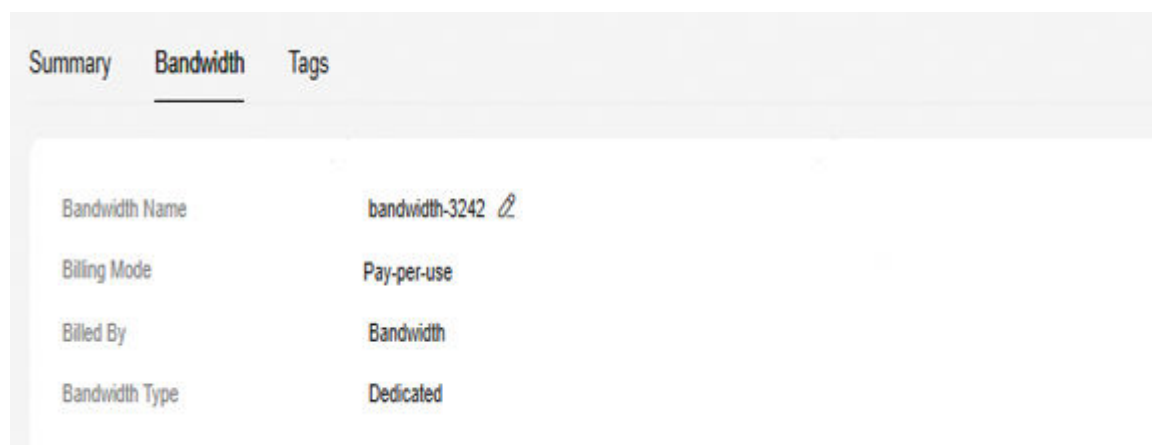 Summary Bandwidth Tags
Bandwidth Name bandwidth-3242
Billing Mode Pay-per-use
Billed By Bandwidth
Bandwidth Type Dedicated